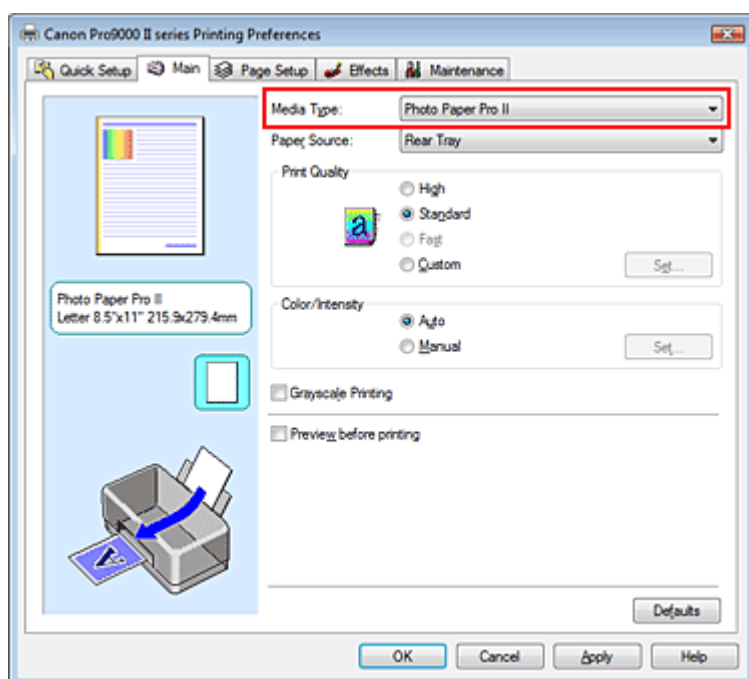 Canon Pro9000 II series Printing Preferences
Quick Setup Main Page Setup Effects Maintenance
Media Type: Photo Paper Pro II
Paper Source: Rear Tray
Print Quality
High
a Standard
Fast
Custom Set...
Photo Paper Pro II
Letter 8.5"x11" 215.9x279.4mm
Color/Intensity
Auto
Manual Set...
Grayscale Printing
Preview before printing
A
Defaults
OK Cancel Apply Help